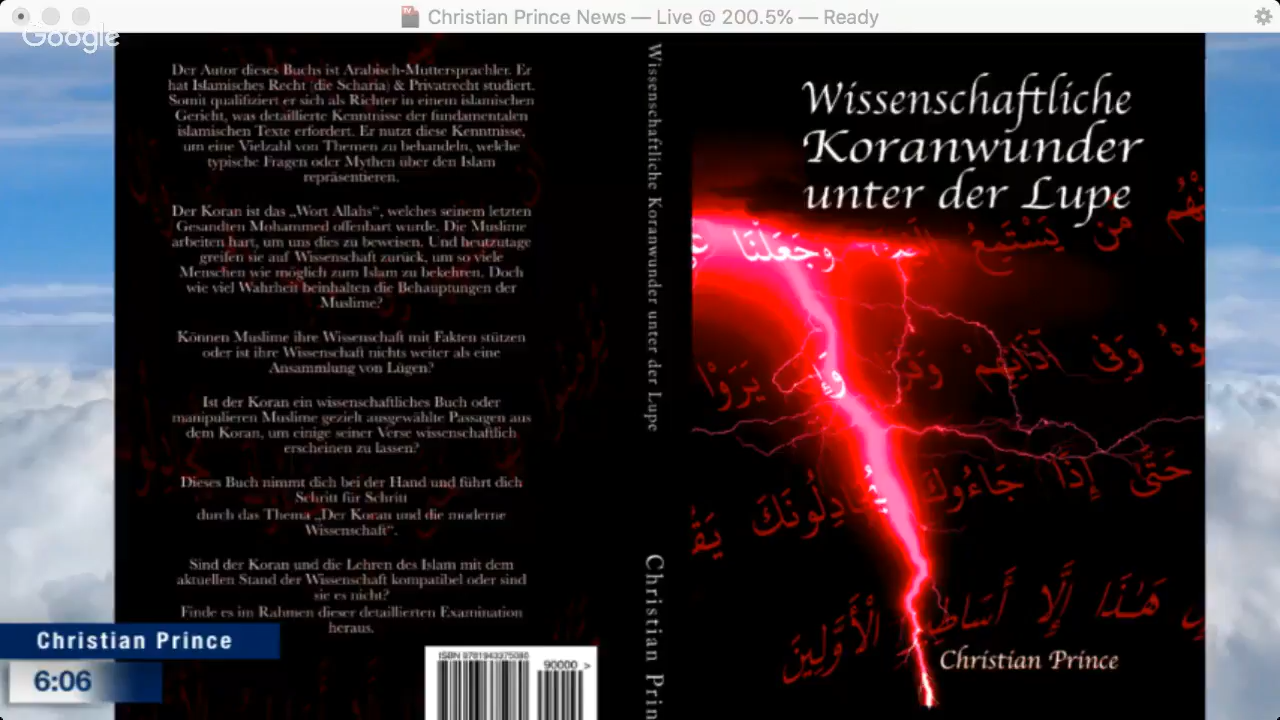 Christian Prince News — Live @ 200.5% — Ready
Google
Der Autor dieses Buchs ist Arabisch-Muttersprachler. Er
hat Islamisches Recht (die Scharia) & Privatrecht studiert.
Somit qualifiziert er sich als Richter in einem islamischen
Gericht, was detaillierte Kenntnisse der fundamentalen
islamischen Texte erfordert. Er nutzt diese Kenntnisse,
um eine Vielzahl von Themen zu behandeln, welche
typische Fragen oder Mythen über den Islam
repräsentieren.
Der Koran ist das „Wort Allahs“, welches seinem letzten
Gesandten Mohammed offenbart wurde. Die Muslime
arbeiten hart, um uns dies zu beweisen. Und heutzutage
greifen sie auf Wissenschaft zurück, um so viele
Menschen wie möglich zum Islam zu bekehren. Doch
wie viel Wahrheit beinhalten die Behauptungen der
Muslime?
Können Muslime ihre Wissenschaft mit Fakten stützen
oder ist ihre Wissenschaft nichts weiter als eine
Ansammlung von Lügen?
Ist der Koran ein wissenschaftliches Buch oder
manipulieren Muslime gezielt ausgewählte Passagen aus
dem Koran, um einige seiner Verse wissenschaftlich
erscheinen zu lassen?
Dieses Buch nimmt dich bei der Hand und führt dich
Schritt für Schritt
durch das Thema „Der Koran und die moderne
Wissenschaft“.
Sind der Koran und die Lehren des Islam mit dem
aktuellen Stand der Wissenschaft kompatibel oder sind
sie es nicht?
Finde es im Rahmen dieser detaillierten Examination
heraus.
ISBN 9781943375080
90000 >
Wissenschaftliche Koranwunder unter der Lupe
Christian Prin
Wissenschaftliche
Koranwunder
unter der Lupe
مَّن يَسْتَمِعُ وَجَعَلْنَا
وَفِي آذَانِهِمْ يَرَوْا
حَتَّىٰ إِذَا جَاءُوكَ يُجَادِلُونَكَ
هَٰذَا إِلَّا أَسَاطِيرُ الْأَوَّلِينَ
Christian Prince
Christian Prince
6:06